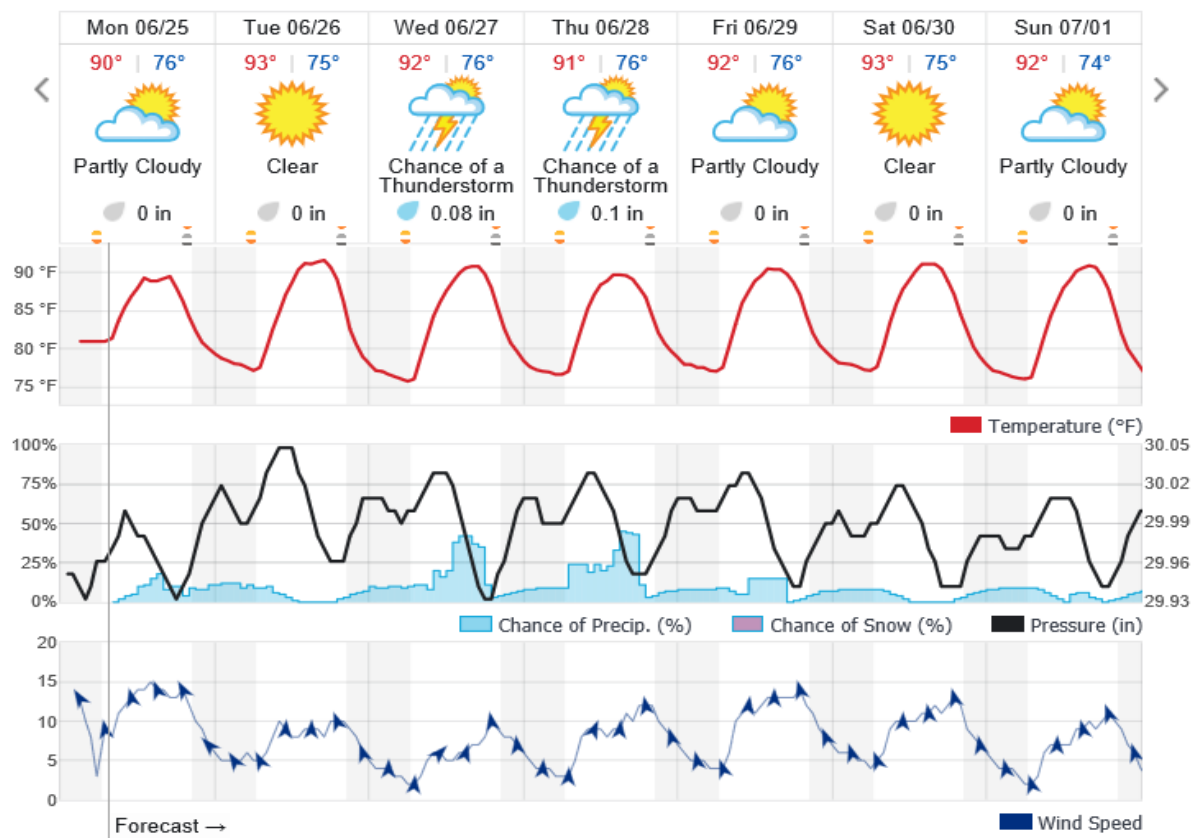 Mon 06/25 Tue 06/26 Wed 06/27 Thu 06/28 Fri 06/29 Sat 06/30 Sun 07/01
90° | 76° 93° | 75° 92° | 76° 91° | 76° 92° | 76° 93° | 75° 92° | 74°
Partly Cloudy Clear Chance of a Chance of a Partly Cloudy Clear Partly Cloudy
Thunderstorm Thunderstorm
0 in 0 in 0.08 in 0.1 in 0 in 0 in 0 in
90 °F
85 °F
80 °F
75 °F
Temperature (°F)
100% 30.05
75% 30.02
50% 29.99
25% 29.96
0% 29.93
Chance of Precip. (%) Chance of Snow (%) Pressure (in)
20
15
10
5
0
Forecast → Wind Speed